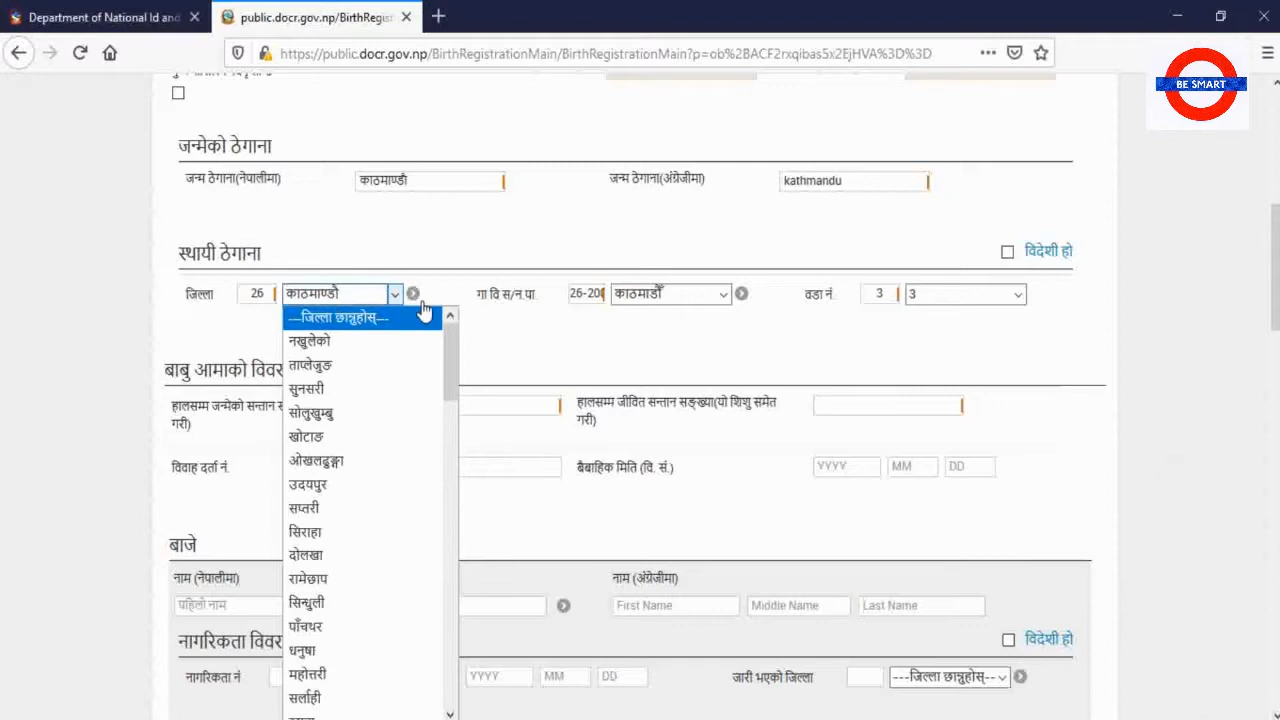 Department of National Id and
public.docr.gov.np/BirthRegis
https://public.docr.gov.np/BirthRegistrationMain/BirthRegistrationMain?p=ob%2BACF2rxqibas5x2EjHVA%3D%3D
BE SMART
जन्मेको ठेगाना
जन्म ठेगाना(नेपालीमा) काठमाण्डौ जन्म ठेगाना(अंग्रेजीमा) kathmandu
स्थायी ठेगाना विदेशी हो
जिल्ला 26 काठमाण्डौ गा वि स/न.पा. 26-200 काठमाडौँ वडा नं. 3 3
---जिल्ला छान्नुहोस्---
नखुलेको
ताप्लेजुङ
सुनसरी
सोलुखुम्बु
खोटाङ
ओखलढुङ्गा
उदयपुर
सप्तरी
सिराहा
दोलखा
रामेछाप
सिन्धुली
पाँचथर
धनुषा
महोत्तरी
सर्लाही
बाबु आमाको विवर
हालसम्म जन्मेको सन्तान स हालसम्म जीवित सन्तान सङ्ख्या(यो शिशु समेत
गरी) गरी)
विवाह दर्ता नं. बैबाहिक मिति (वि. सं.) YYYY MM DD
बाजे
नाम (नेपालीमा) नाम (अंग्रेजीमा)
पहिलो नाम First Name Middle Name Last Name
नागरिकता विवर विदेशी हो
नागरिकता नं YYYY MM DD जारी भएको जिल्ला ---जिल्ला छान्नुहोस्--